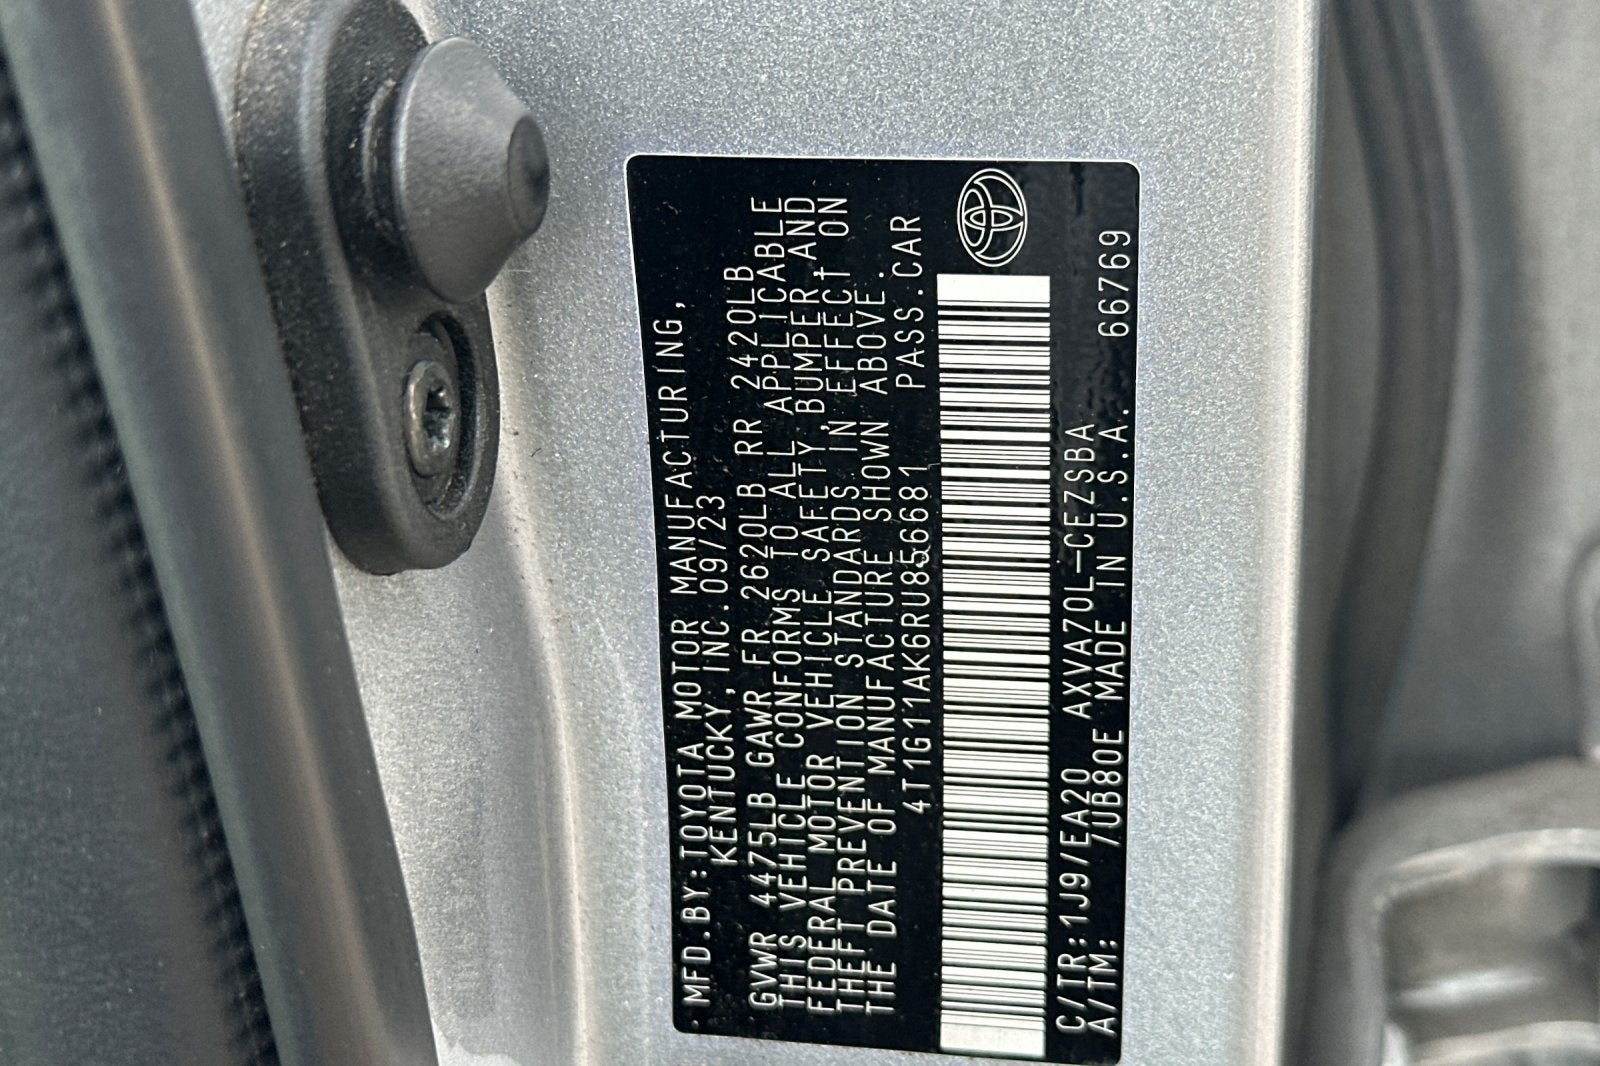 MFD.BY:TOYOTA MOTOR MANUFACTURING,
KENTUCKY, INC.09/23
GVWR 4475LB GAWR FR 2620LB RR 2420LB
THIS VEHICLE CONFORMS TO ALL APPLICABLE
FEDERAL MOTOR VEHICLE SAFETY, BUMPER, AND
THEFT PREVENTION STANDARDS IN EFFECT ON
THE DATE OF MANUFACTURE SHOWN ABOVE.
4T1G11AK6RU856681 PASS.CAR
C/TR:1J9/EA20 AXVA70L-CEZSBA
A/TM: /UB80E MADE IN U.S.A. 66769